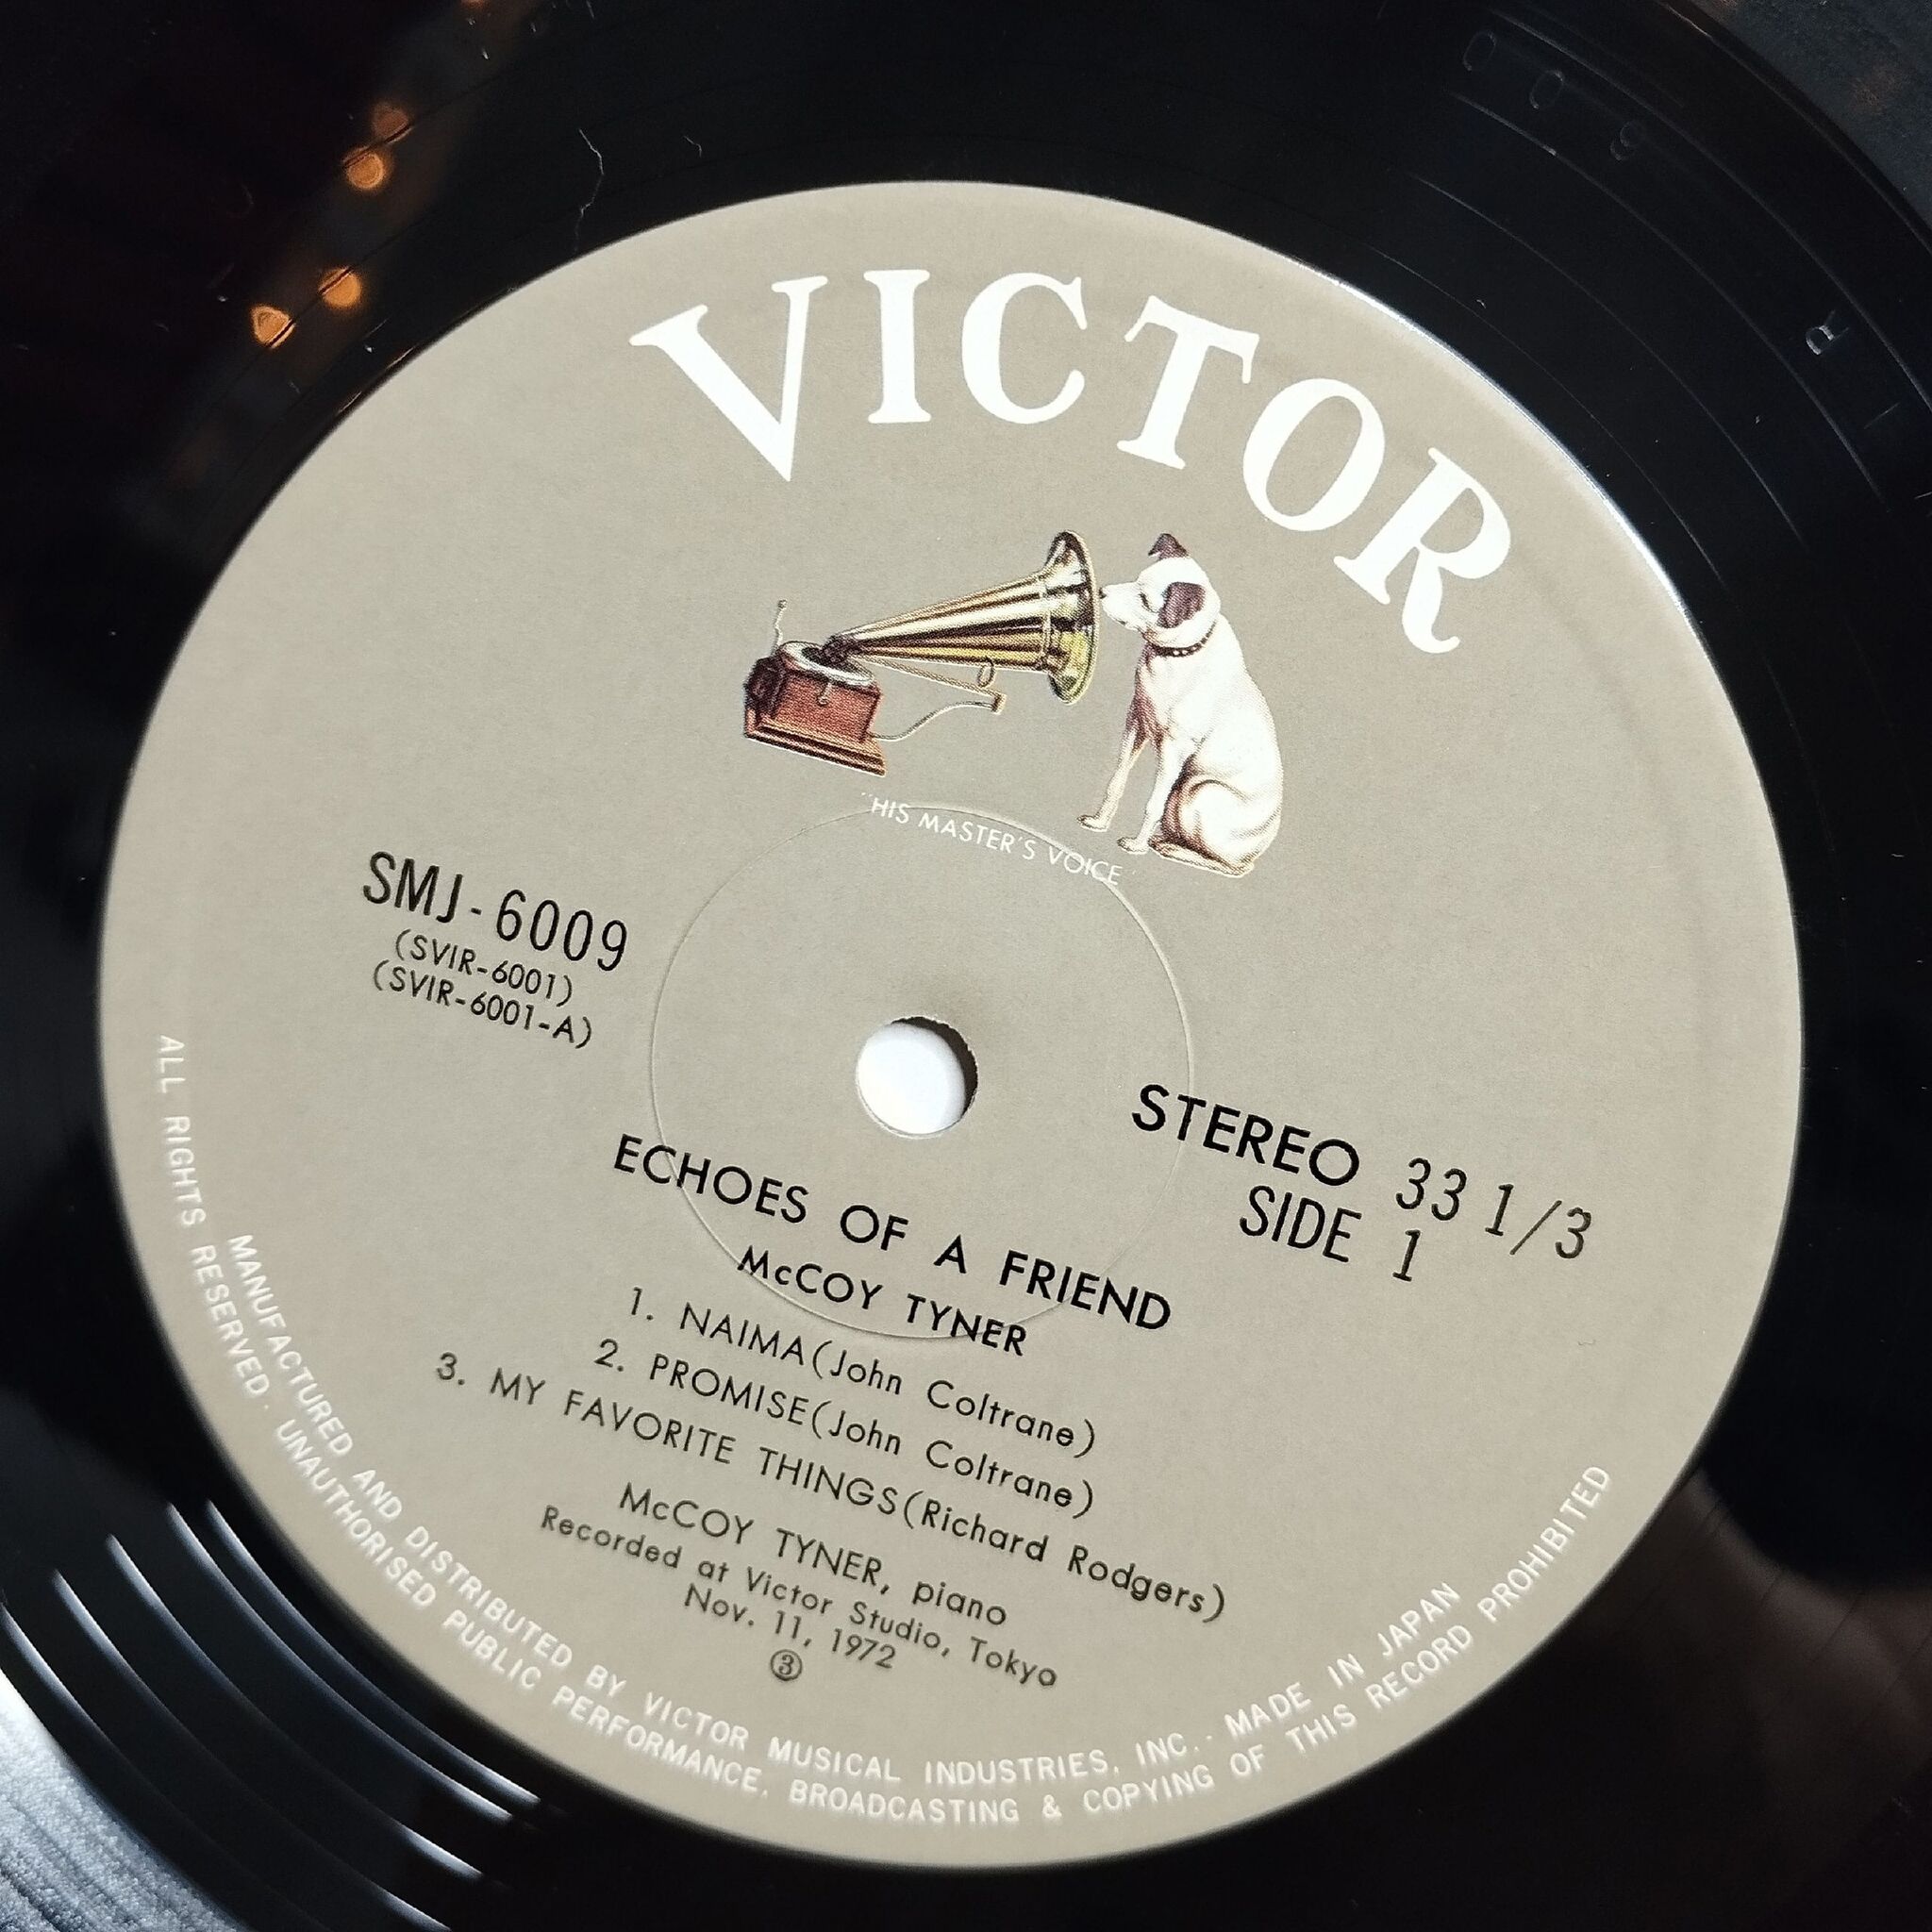 VICTOR
"HIS MASTER'S VOICE"
SMJ-6009
(SVIR-6001)
(SVIR-6001-A)
STEREO 33 1/3
SIDE 1
ECHOES OF A FRIEND
McCOY TYNER
1. NAIMA(John Coltrane)
2. PROMISE(John Coltrane)
3. MY FAVORITE THINGS(Richard Rodgers)
McCOY TYNER, piano
Recorded at Victor Studio, Tokyo
Nov. 11, 1972
③
MANUFACTURED AND DISTRIBUTED BY VICTOR MUSICAL INDUSTRIES, INC. · MADE IN JAPAN
ALL RIGHTS RESERVED · UNAUTHORISED PUBLIC PERFORMANCE, BROADCASTING & COPYING OF THIS RECORD PROHIBITED